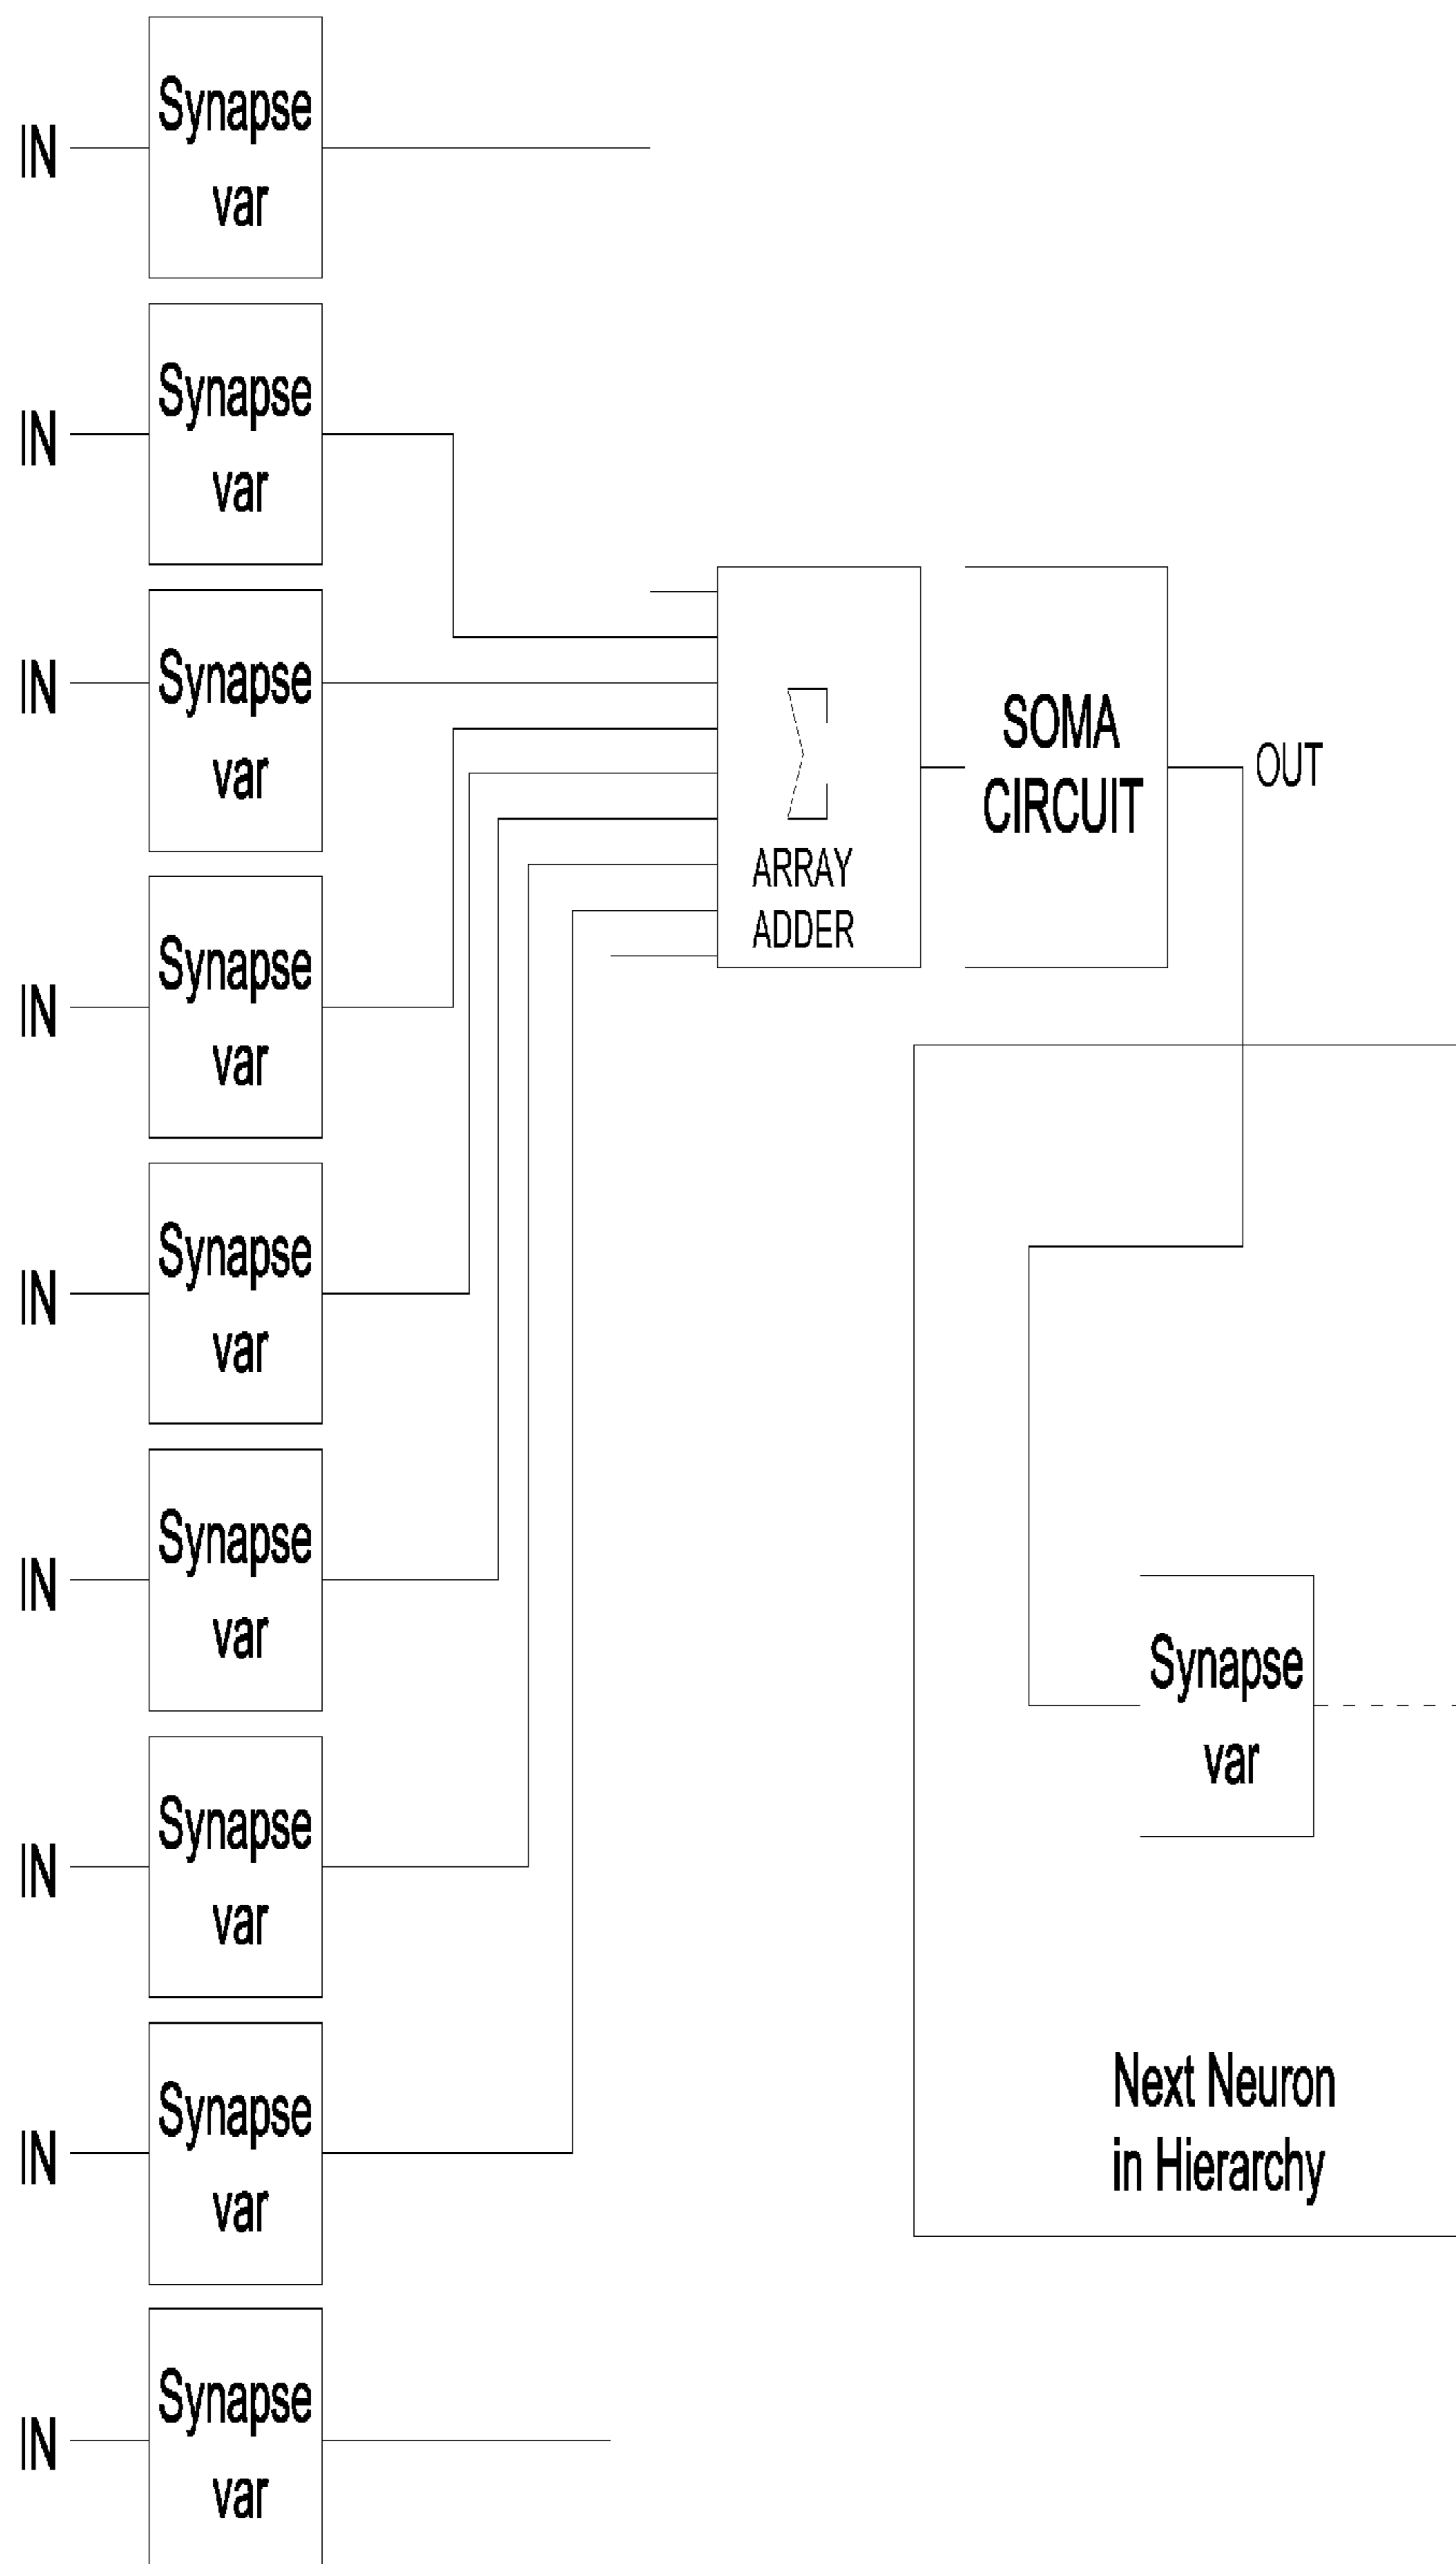 IN
Synapse
var
IN
Synapse
var
IN
Synapse
var
IN
Synapse
var
IN
Synapse
var
IN
Synapse
var
IN
Synapse
var
IN
Synapse
var
IN
Synapse
var
Σ
ARRAY
ADDER
SOMA
CIRCUIT
OUT
Synapse
var
Next Neuron
in Hierarchy